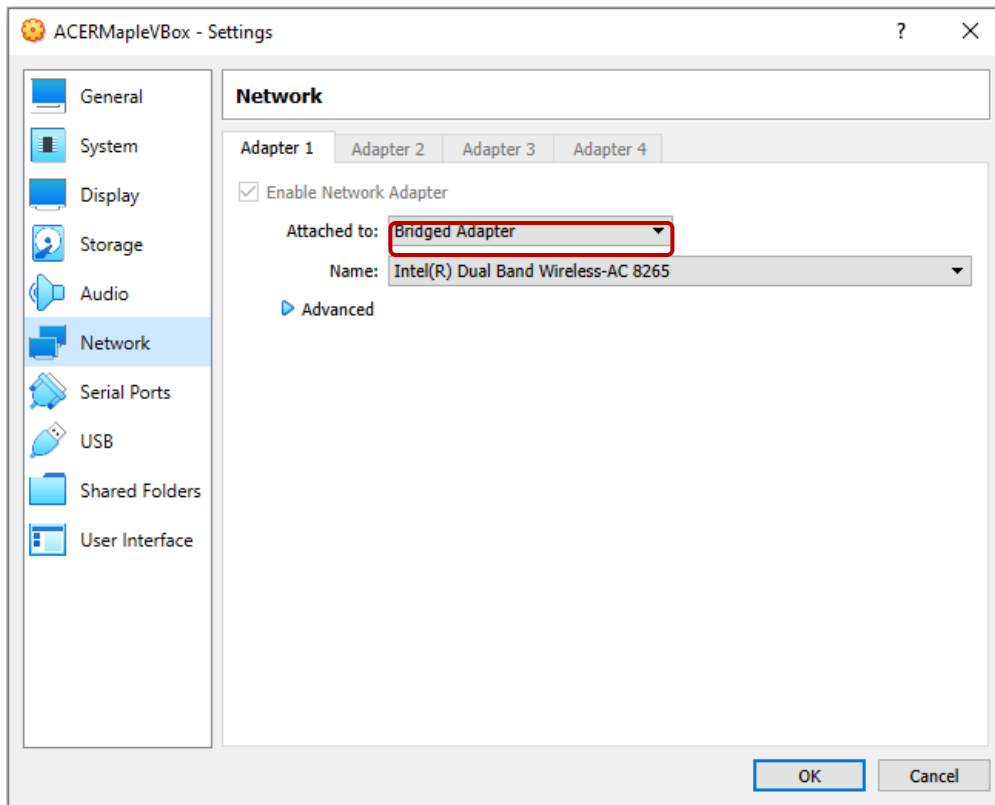 ACERMapleVBox - Settings
?
General
System
Display
Storage
Audio
Network
Serial Ports
USB
Shared Folders
User Interface
Network
Adapter 1
Adapter 2
Adapter 3
Adapter 4
Enable Network Adapter
Attached to: Bridged Adapter
Name: Intel(R) Dual Band Wireless-AC 8265
Advanced
OK
Cancel